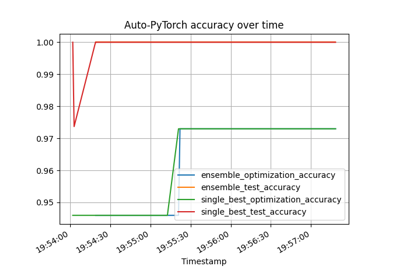 Auto-PyTorch accuracy over time
1.00
0.99
0.98
0.97
0.96
0.95
ensemble_optimization_accuracy
ensemble_test_accuracy
single_best_optimization_accuracy
single_best_test_accuracy
19:54:00
19:54:30
19:55:00
19:55:30
19:56:00
19:56:30
19:57:00
Timestamp